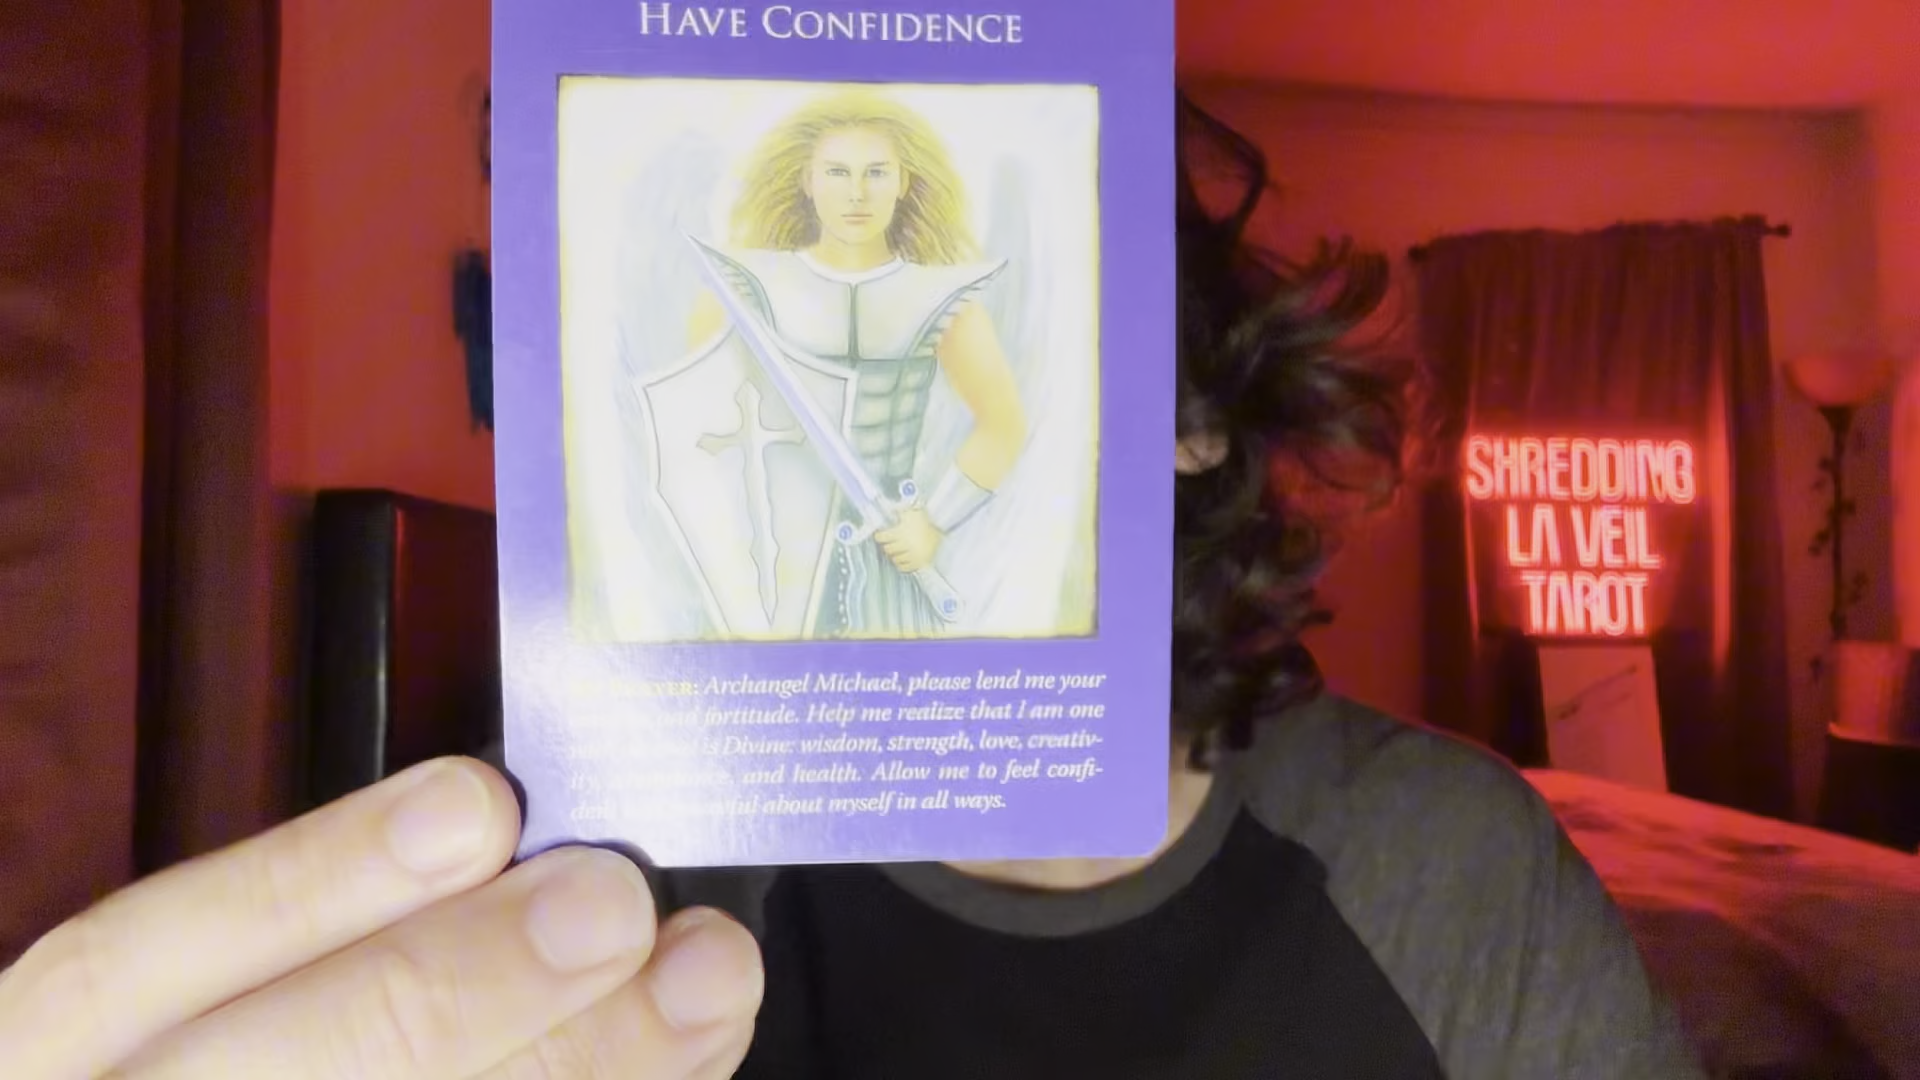 HAVE CONFIDENCE
Archangel Michael, please lend me your
fortitude. Help me realize that I am one
is Divine: wisdom, strength, love, creativ-
ity, and health. Allow me to feel confi-
about myself in all ways.
SHREDDING
LA VEIL
TAROT